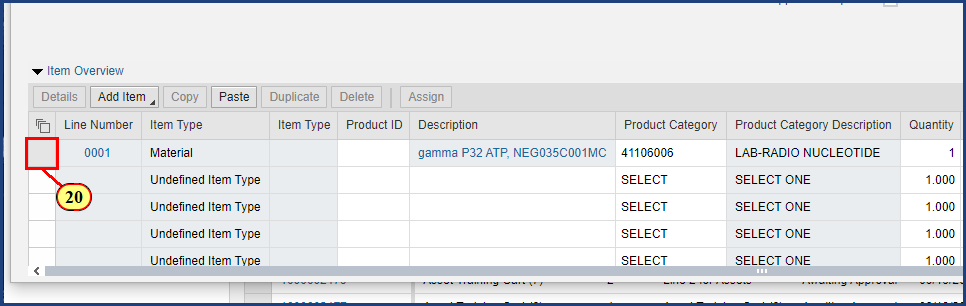 Item Overview
Details Add Item Copy Paste Duplicate Delete Assign
Line Number Item Type Item Type Product ID Description Product Category Product Category Description Quantity
0001 Material gamma P32 ATP, NEG035C001MC 41106006 LAB-RADIO NUCLEOTIDE 1
Undefined Item Type SELECT SELECT ONE 1.000
20
Undefined Item Type SELECT SELECT ONE 1.000
Undefined Item Type SELECT SELECT ONE 1.000
Undefined Item Type SELECT SELECT ONE 1.000